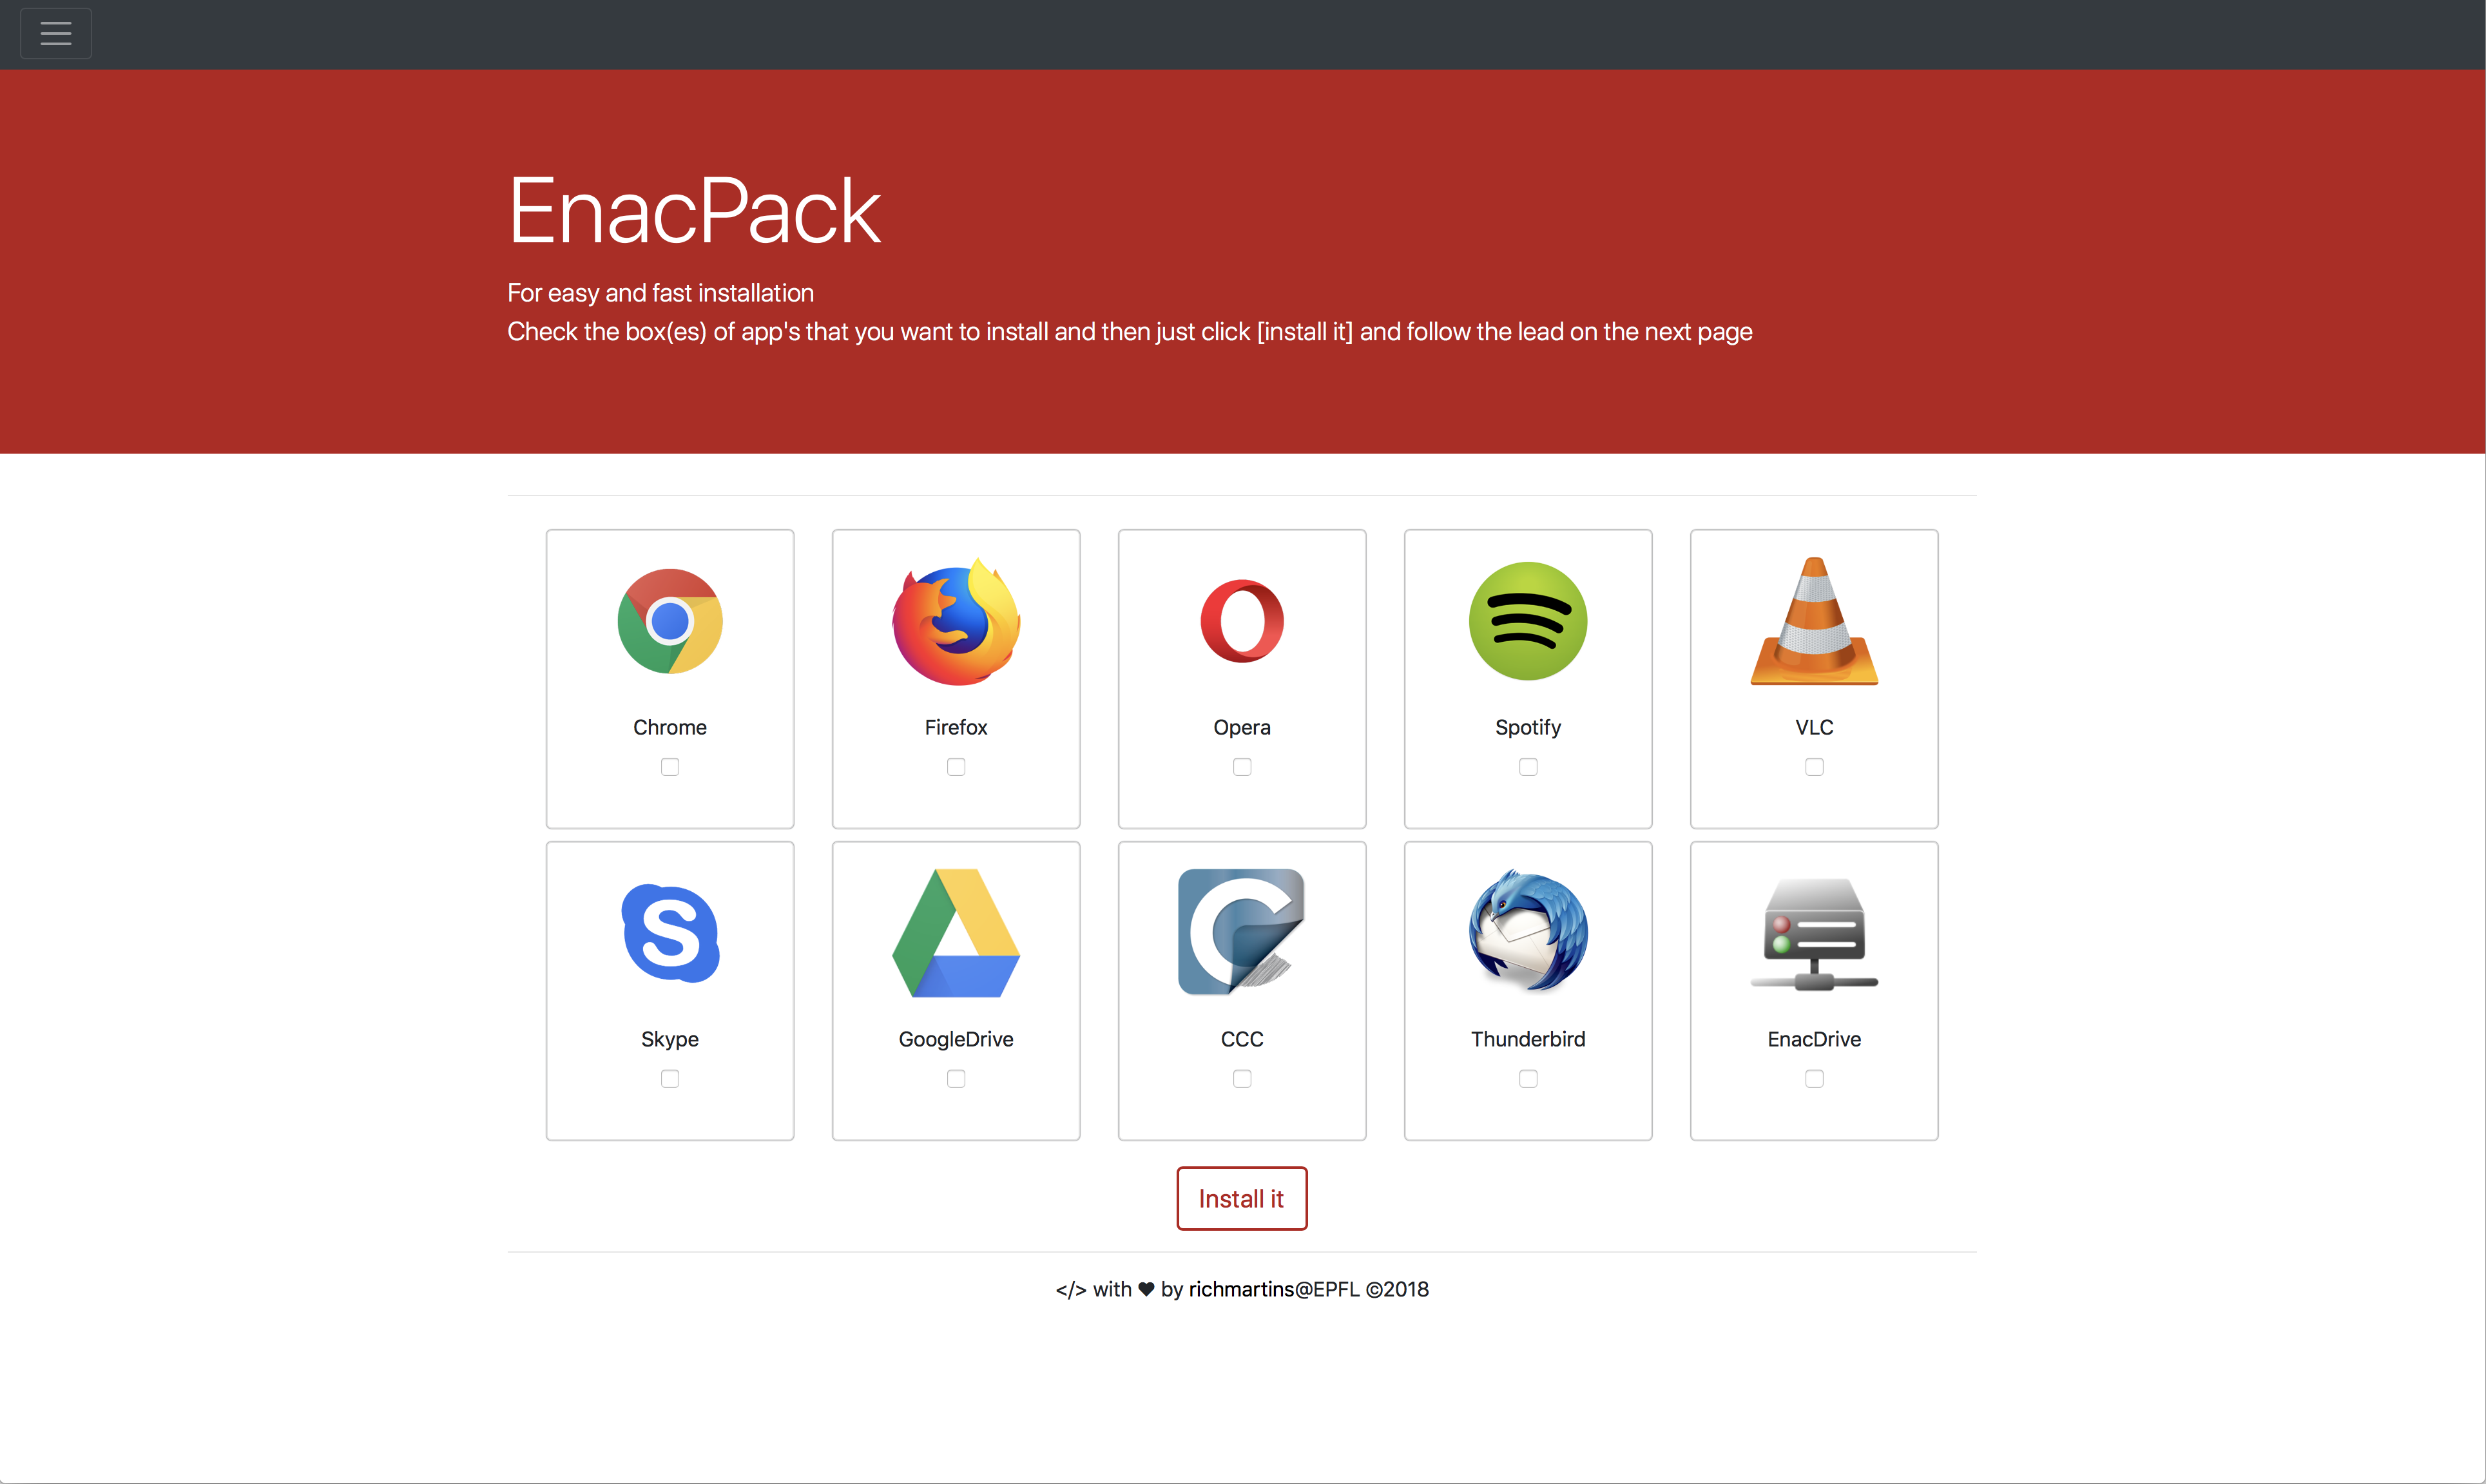 EnacPack
For easy and fast installation
Check the box(es) of app's that you want to install and then just click [install it] and follow the lead on the next page
Chrome
Firefox
Opera
Spotify
VLC
Skype
GoogleDrive
CCC
Thunderbird
EnacDrive
Install it
</> with ♥ by richmartins@EPFL ©2018